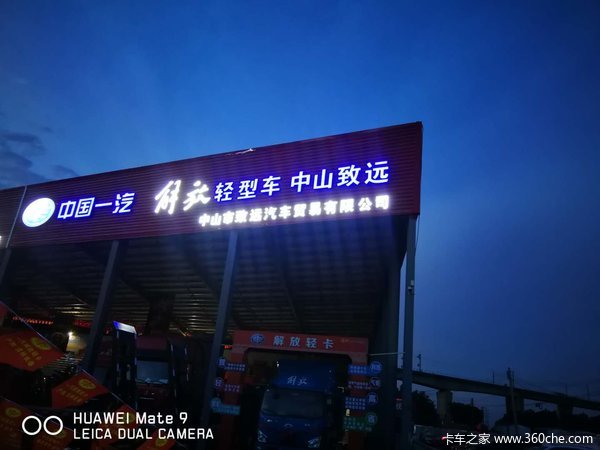 中国一汽 解放轻型车 中山致远
中山市致远汽车贸易有限公司
解放轻卡
解放
HUAWEI Mate 9
LEICA DUAL CAMERA
卡车之家 www.360che.com